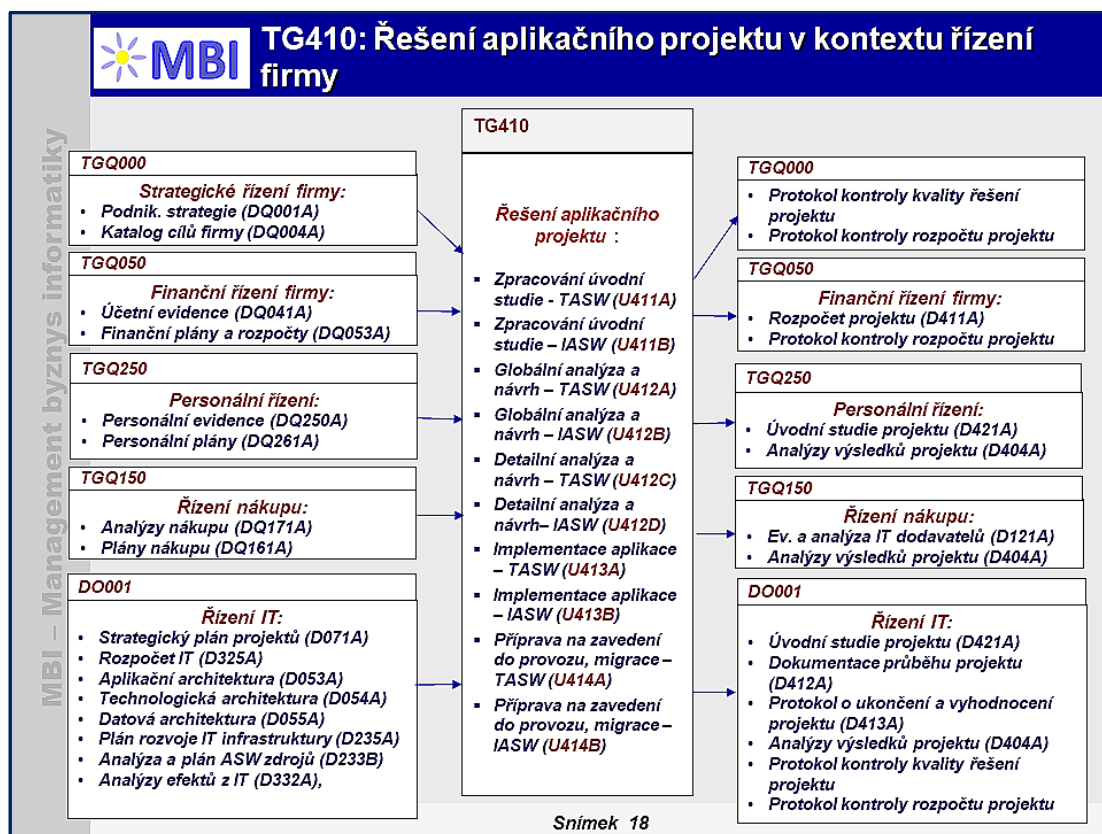 MBI
TG410: Řešení aplikačního projektu v kontextu řízení
firmy
MBI – Management byznys informatiky
TGQ000
Strategické řízení firmy:
• Podnik. strategie (DQ001A)
• Katalog cílů firmy (DQ004A)
TGQ050
Finanční řízení firmy:
• Účetní evidence (DQ041A)
• Finanční plány a rozpočty (DQ053A)
TGQ250
Personální řízení:
• Personální evidence (DQ250A)
• Personální plány (DQ261A)
TGQ150
Řízení nákupu:
• Analýzy nákupu (DQ171A)
• Plány nákupu (DQ161A)
DO001
Řízení IT:
• Strategický plán projektů (D071A)
• Rozpočet IT (D325A)
• Aplikační architektura (D053A)
• Technologická architektura (D054A)
• Datová architektura (D055A)
• Plán rozvoje IT infrastruktury (D235A)
• Analýza a plán ASW zdrojů (D233B)
• Analýzy efektů z IT (D332A),
TG410
Řešení aplikačního
projektu :
▪ Zpracování úvodní
studie - TASW (U411A)
▪ Zpracování úvodní
studie – IASW (U411B)
▪ Globální analýza a
návrh – TASW (U412A)
▪ Globální analýza a
návrh – IASW (U412B)
▪ Detailní analýza a
návrh – TASW (U412C)
▪ Detailní analýza a
návrh– IASW (U412D)
▪ Implementace aplikace
– TASW (U413A)
▪ Implementace aplikace
– IASW (U413B)
▪ Příprava na zavedení
do provozu, migrace –
TASW (U414A)
▪ Příprava na zavedení
do provozu, migrace –
IASW (U414B)
TGQ000
• Protokol kontroly kvality řešení
projektu
• Protokol kontroly rozpočtu projektu
TGQ050
Finanční řízení firmy:
• Rozpočet projektu (D411A)
• Protokol kontroly rozpočtu projektu
TGQ250
Personální řízení:
• Úvodní studie projektu (D421A)
• Analýzy výsledků projektu (D404A)
TGQ150
Řízení nákupu:
• Ev. a analýza IT dodavatelů (D121A)
• Analýzy výsledků projektu (D404A)
DO001
Řízení IT:
• Úvodní studie projektu (D421A)
• Dokumentace průběhu projektu
(D412A)
• Protokol o ukončení a vyhodnocení
projektu (D413A)
• Analýzy výsledků projektu (D404A)
• Protokol kontroly kvality řešení
projektu
• Protokol kontroly rozpočtu projektu
Snímek 18